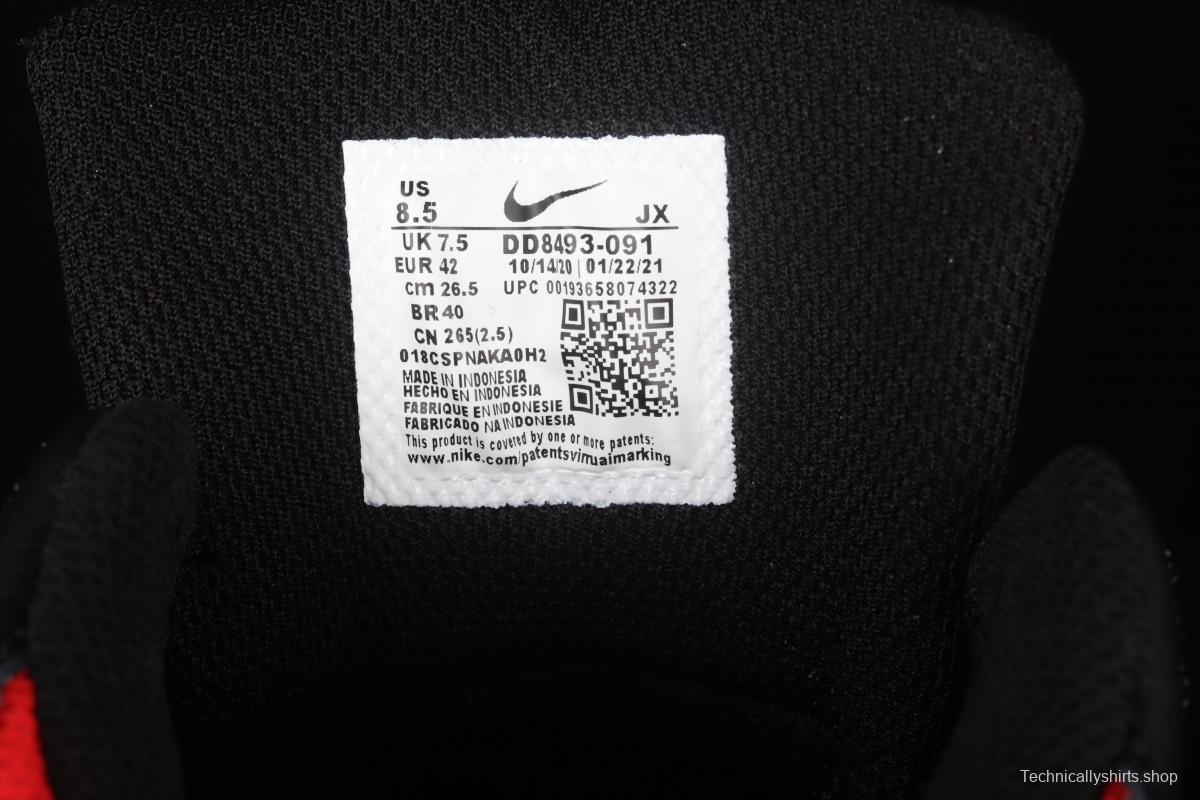 US
8.5 JX
UK 7.5 DD8493-091
EUR 42 10/14/20 | 01/22/21
cm 26.5 UPC 00193658074322
BR 40
CN 265(2.5)
018CSPNAKA0H2
MADE IN INDONESIA
HECHO EN INDONESIA
FABRIQUE EN INDONESIE
FABRICADO NA INDONESIA
This product is covered by one or more patents:
www.nike.com/patentsvirtuaimarking
Technicallyshirts.shop